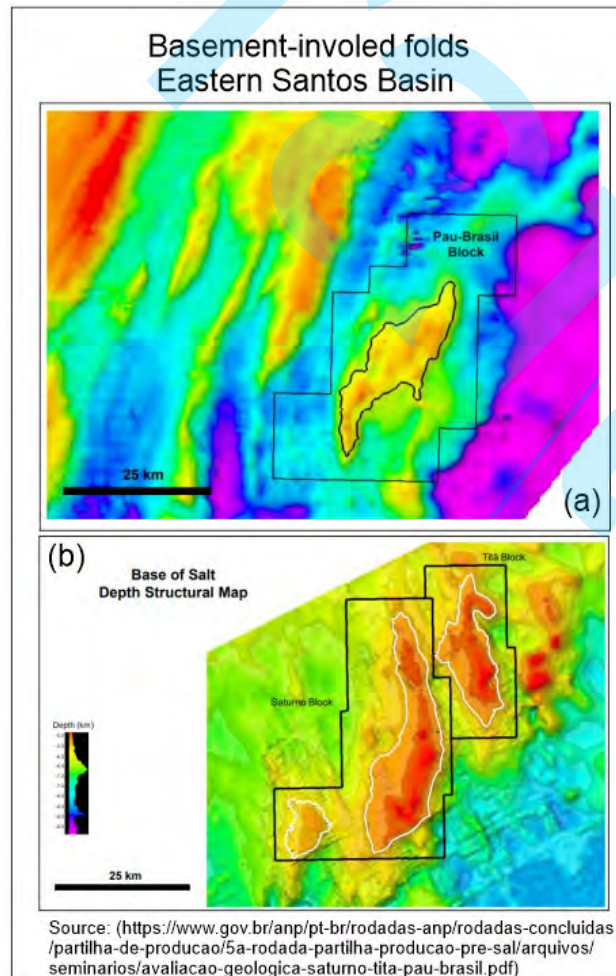 Basement-involed folds
Eastern Santos Basin
Pau-Brasil
Block
25 km
(a)
(b)
Base of Salt
Depth Structural Map
Titã Block
Saturno Block
Depth (km)
25 km
Source: (https://www.gov.br/anp/pt-br/rodadas-anp/rodadas-concluidas
/partilha-de-producao/5a-rodada-partilha-producao-pre-sal/arquivos/
seminarios/avaliacao-geologica-saturno-tita-pau-brasil.pdf)